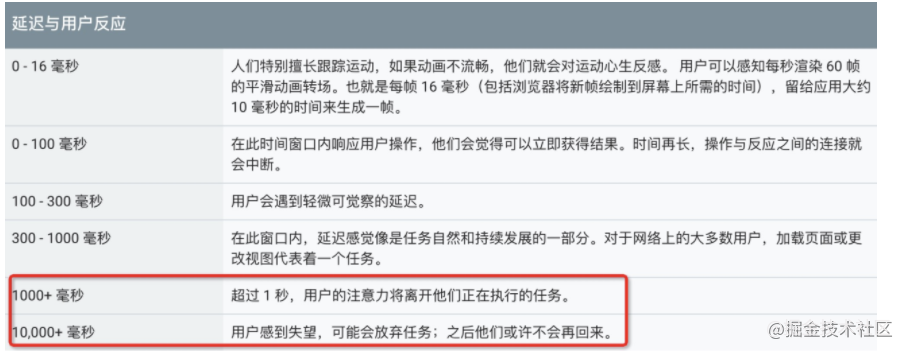 延迟与用户反应
0 - 16 毫秒
人们特别擅长跟踪运动，如果动画不流畅，他们就会对运动心生反感。 用户可以感知每秒渲染 60 帧
的平滑动画转场。也就是每帧 16 毫秒（包括浏览器将新帧绘制到屏幕上所需的时间），留给应用大约
10 毫秒的时间来生成一帧。
0 - 100 毫秒
在此时间窗口内响应用户操作，他们会觉得可以立即获得结果。时间再长，操作与反应之间的连接就
会中断。
100 - 300 毫秒
用户会遇到轻微可觉察的延迟。
300 - 1000 毫秒
在此窗口内，延迟感觉像是任务自然和持续发展的一部分。对于网络上的大多数用户，加载页面或更
改视图代表着一个任务。
1000+ 毫秒
超过 1 秒，用户的注意力将离开他们正在执行的任务。
10,000+ 毫秒
用户感到失望，可能会放弃任务；之后他们或许不会再回来。
@掘金技术社区